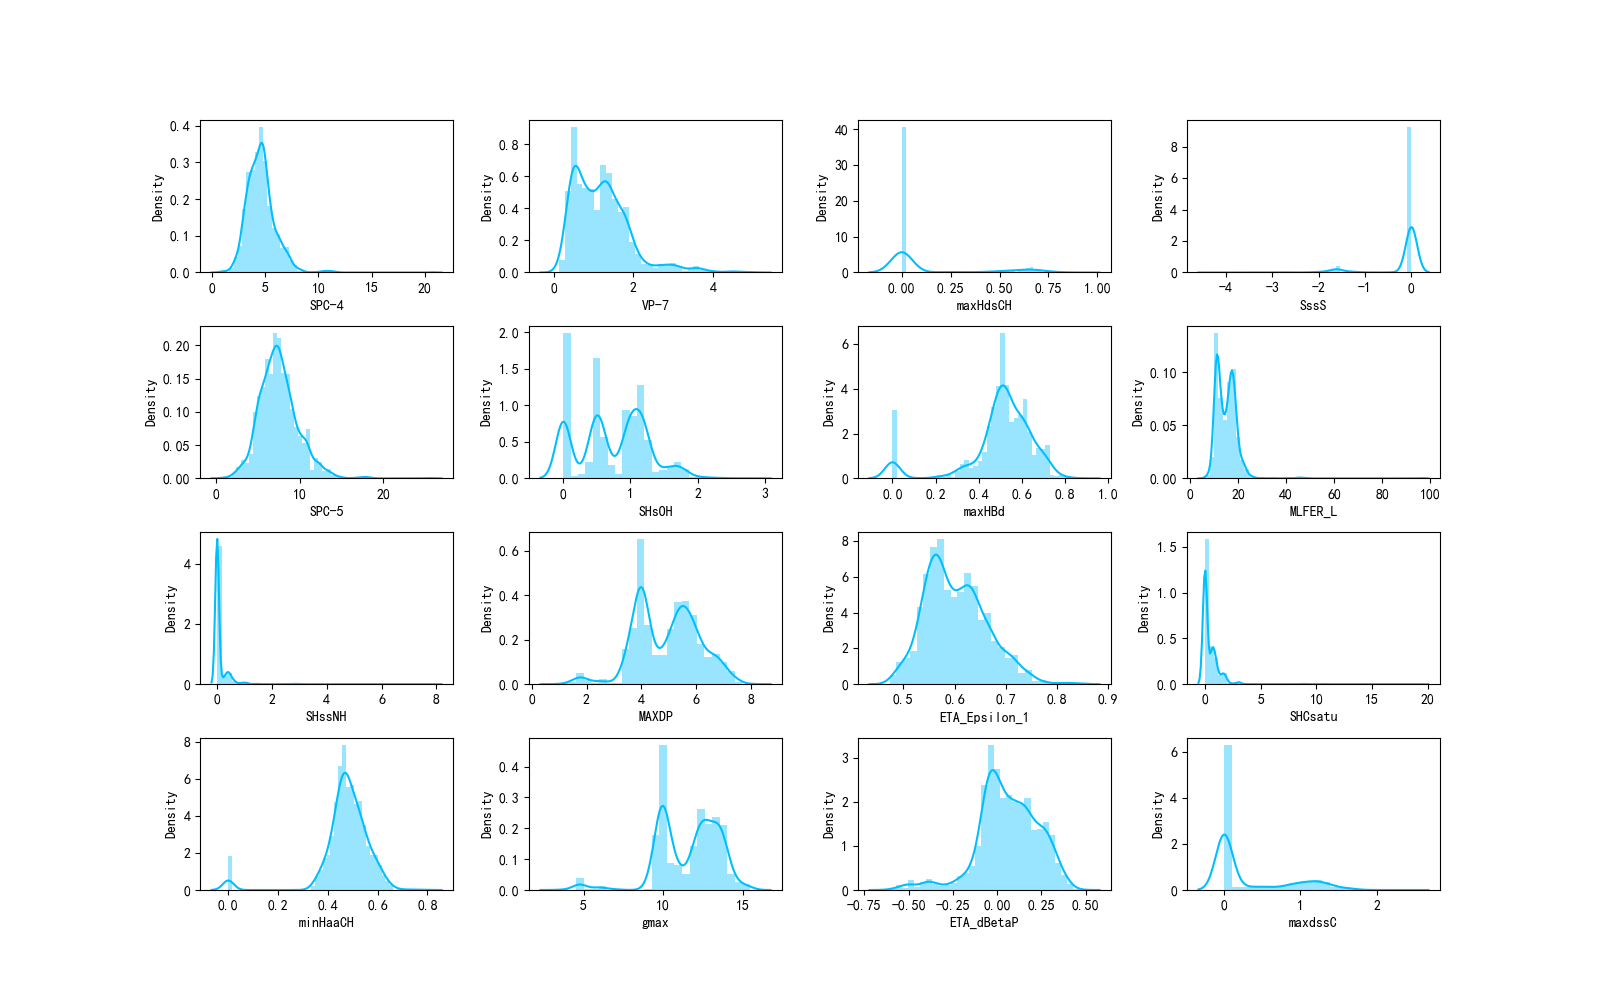 0.4
0.3
0.2
0.1
0.0
Density
0 5 10 15 20
SPC-4
0.8
0.6
0.4
0.2
0.0
Density
0 2 4
VP-7
40
30
20
10
0
Density
0.00 0.25 0.50 0.75 1.00
maxHdsCH
8
6
4
2
0
Density
−4 −3 −2 −1 0
SssS
0.20
0.15
0.10
0.05
0.00
Density
0 10 20
SPC-5
2.0
1.5
1.0
0.5
0.0
Density
0 1 2 3
SHsOH
6
4
2
0
Density
0.0 0.2 0.4 0.6 0.8 1.0
maxHBd
0.10
0.05
0.00
Density
0 20 40 60 80 100
MLFER_L
4
2
0
Density
0 2 4 6 8
SHssNH
0.6
0.4
0.2
0.0
Density
0 2 4 6 8
MAXDP
8
6
4
2
0
Density
0.5 0.6 0.7 0.8 0.9
ETA_Epsilon_1
1.5
1.0
0.5
0.0
Density
0 5 10 15 20
SHCsatu
8
6
4
2
0
Density
0.0 0.2 0.4 0.6 0.8
minHaaCH
0.4
0.3
0.2
0.1
0.0
Density
5 10 15
gmax
3
2
1
0
Density
−0.75 −0.50 −0.25 0.00 0.25 0.50
ETA_dBetaP
6
4
2
0
Density
0 1 2
maxdssC